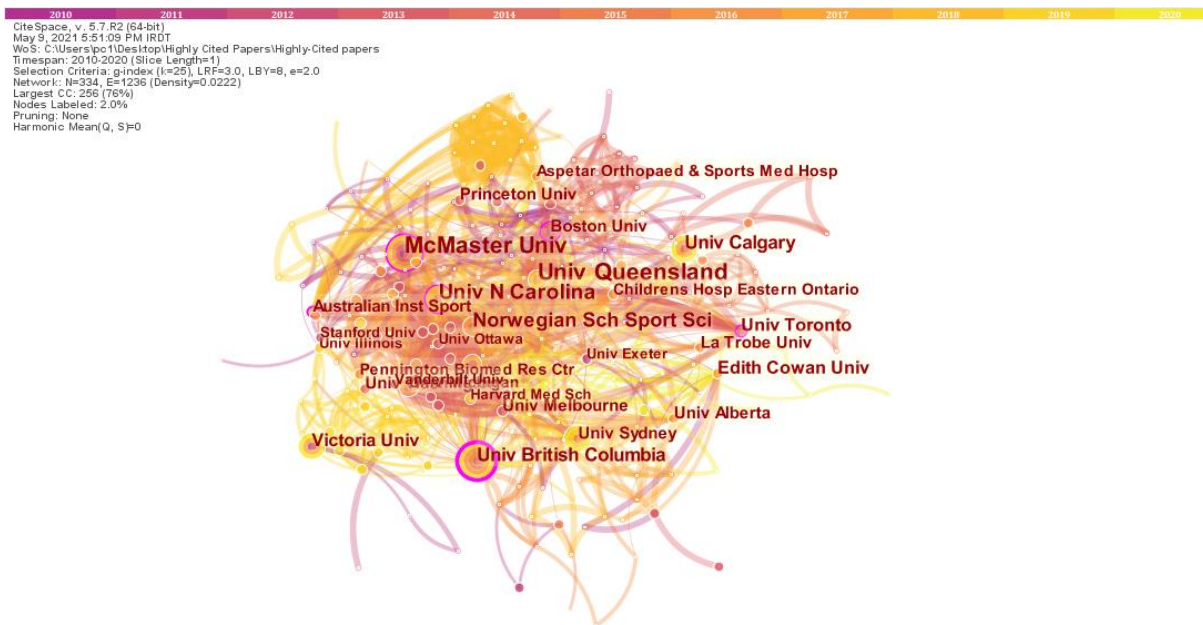 2010 2011 2012 2013 2014 2015 2016 2017 2018 2019 2020
CiteSpace, v. 5.7.R2 (64-bit)
May 9, 2021 5:51:09 PM IRDT
WoS: C:\Users\pc1\Desktop\Highly Cited Papers\Highly-Cited papers
Timespan: 2010-2020 (Slice Length=1)
Selection Criteria: g-index (k=25), LRF=3.0, LBY=8, e=2.0
Network: N=334, E=1236 (Density=0.0222)
Largest CC: 256 (76%)
Nodes Labeled: 2.0%
Pruning: None
Harmonic Mean(Q, S)=0
Aspetar Orthopaed & Sports Med Hosp
Princeton Univ
Boston Univ
McMaster Univ
Univ Calgary
Univ Queensland
Univ N Carolina
Childrens Hosp Eastern Ontario
Australian Inst Sport
Norwegian Sch Sport Sci
Univ Toronto
Stanford Univ
Univ Illinois
Univ Ottawa
La Trobe Univ
Univ Exeter
Pennington Biomed Res Ctr
Edith Cowan Univ
Vanderbilt Univ
Univ
Harvard Med Sch
Univ Melbourne
Univ Alberta
Victoria Univ
Univ Sydney
Univ British Columbia